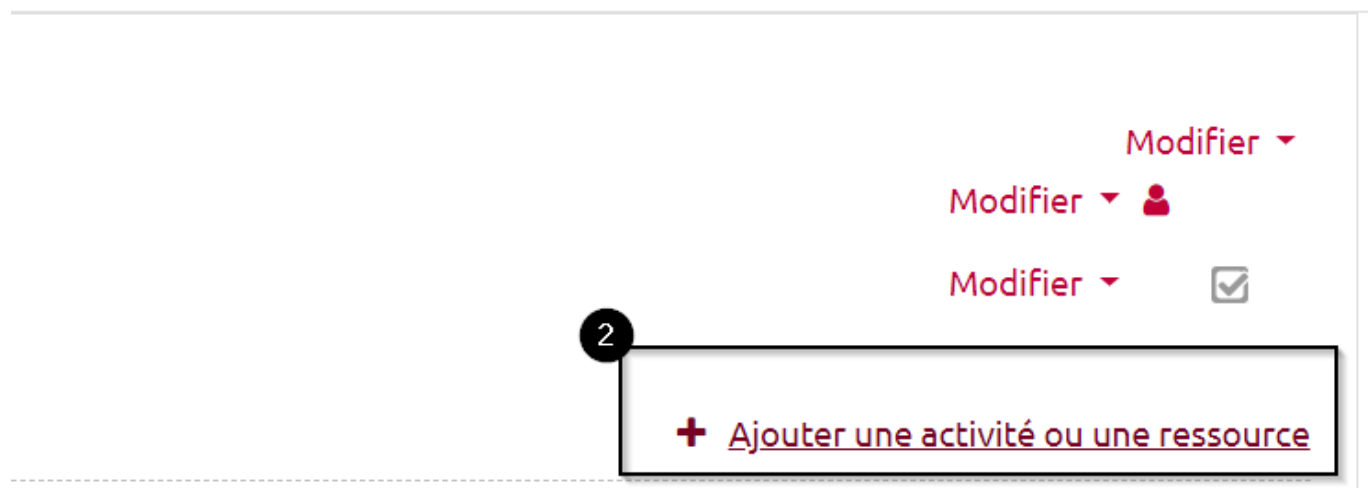 Modifier
Modifier
Modifier
2
Ajouter une activité ou une ressource